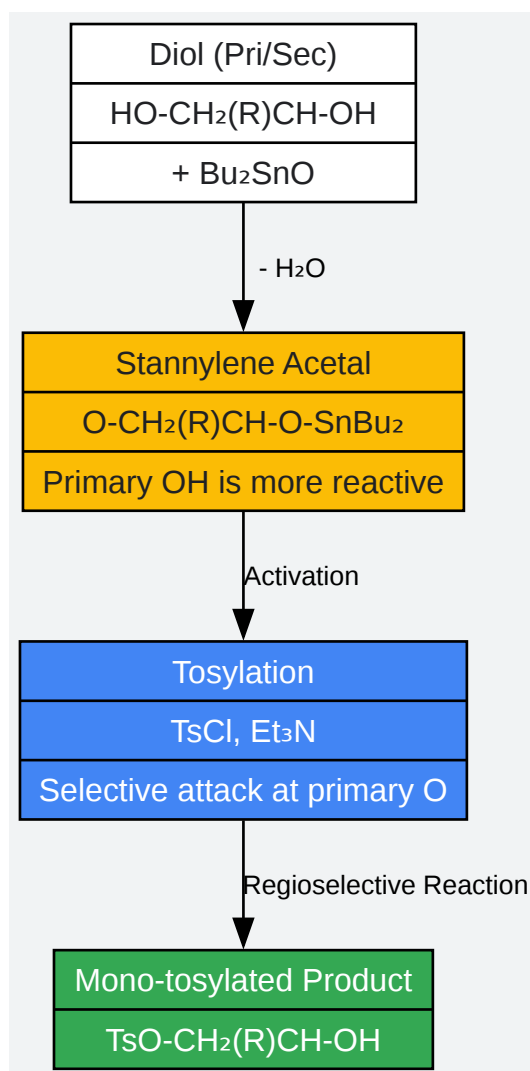 Diol (Pri/Sec)
HO-CH₂(R)CH-OH
+ Bu₂SnO
- H₂O
Stannylene Acetal
O-CH₂(R)CH-O-SnBu₂
Primary OH is more reactive
Activation
Tosylation
TsCl, Et₃N
Selective attack at primary O
Regioselective Reaction
Mono-tosylated Product
TsO-CH₂(R)CH-OH